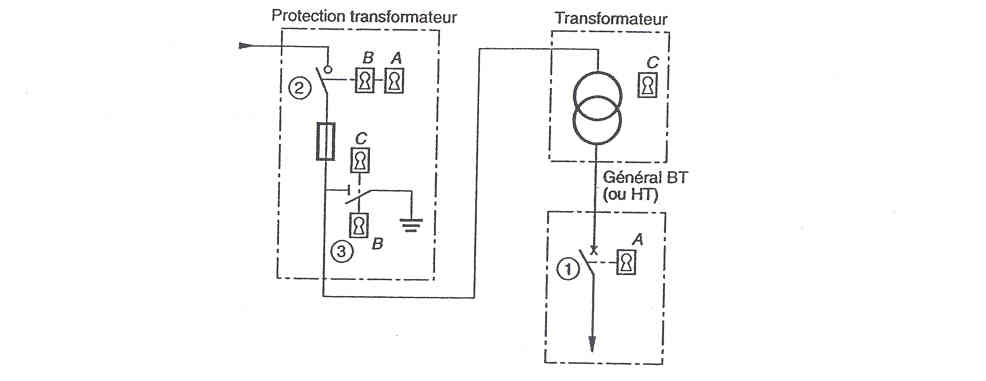 Protection transformateur
Transformateur
B A
C
2
C
Général BT
(ou HT)
B
3
A
1